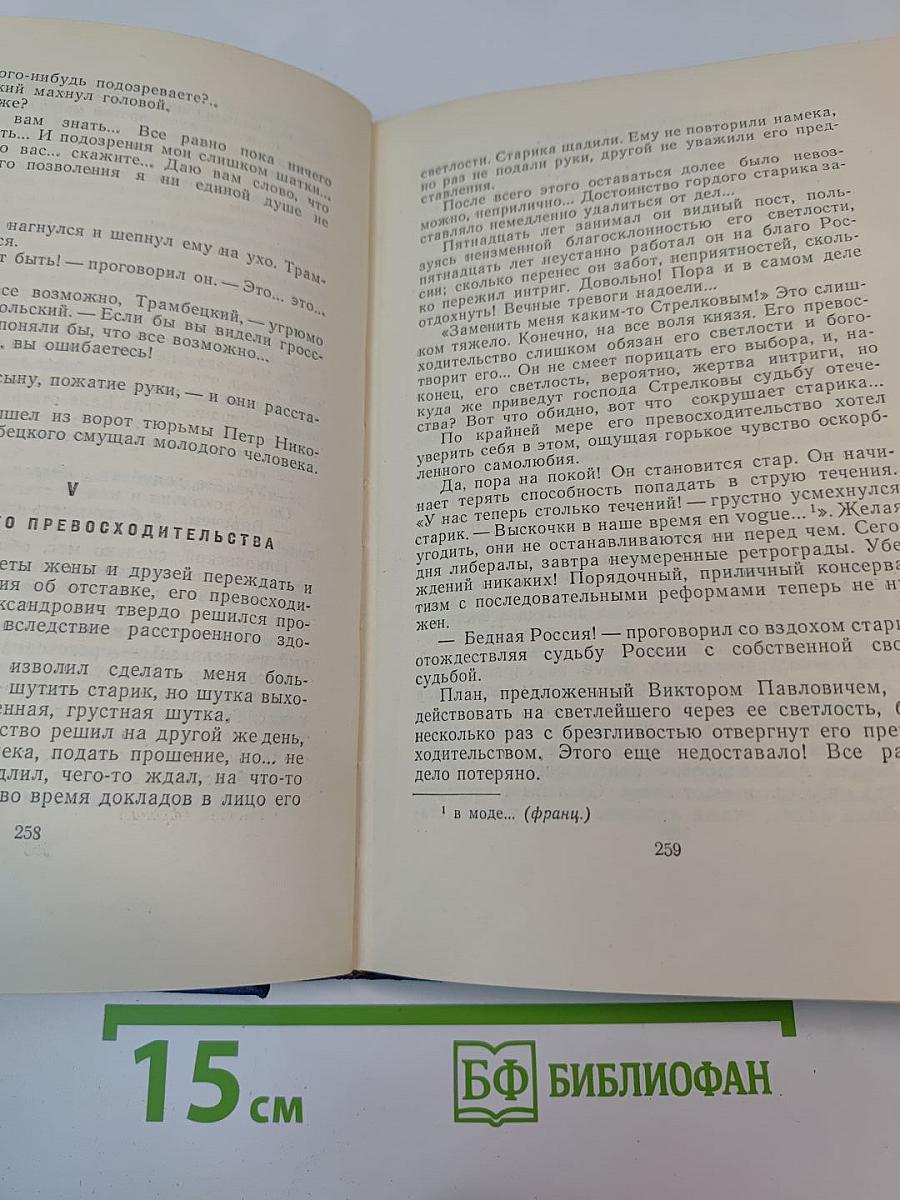 ого-нибудь подозреваете?..
кий махнул головой.
же?
вам знать... Все равно пока ничего
ть... И подозрения мои слишком шатки...
о вас... скажите... Даю вам слово, что
го позволения я ни единой душе не
нагнулся и шепнул ему на ухо. Трам-
ся.
т быть! — проговорил он. — Это... это...
се возможно, Трамбецкий, — угрюмо
ольский. — Если бы вы видели гросс-
поняли бы, что все возможно...
, вы ошибаетесь!
сыну, пожатие руки, — и они расста-
шел из ворот тюрьмы Петр Нико-
бецкого смущал молодого человека.
V
ГО ПРЕВОСХОДИТЕЛЬСТВА
еты жены и друзей переждать и
ия об отставке, его превосходи-
ксандрович твердо решился про-
вследствие расстроенного здо-
изволил сделать меня боль-
шутить старик, но шутка выхо-
енная, грустная шутка.
ство решил на другой же день,
века, подать прошение, но... не
длил, чего-то ждал, на что-то
во время докладов в лицо его
258
светлости. Старика щадили. Ему не повторили намека,
но раз не подали руки, другой не уважили его пред-
ставления.
После всего этого оставаться долее было невоз-
можно, неприлично... Достоинство гордого старика за-
ставляло немедленно удалиться от дел...
Пятнадцать лет занимал он видный пост, поль-
зуясь неизменной благосклонностью его светлости,
пятнадцать лет неустанно работал он на благо Рос-
сии; сколько перенес он забот, неприятностей, сколь-
ко пережил интриг. Довольно! Пора и в самом деле
отдохнуть! Вечные тревоги надоели...
«Заменить меня каким-то Стрелковым!» Это слиш-
ком тяжело. Конечно, на все воля князя. Его превос-
ходительство слишком обязан его светлости и бого-
творит его... Он не смеет порицать его выбора, и, на-
конец, его светлость, вероятно, жертва интриги, но
куда же приведут господа Стрелковы судьбу отече-
ства? Вот что обидно, вот что сокрушает старика...
По крайней мере его превосходительство хотел
уверить себя в этом, ощущая горькое чувство оскорб-
ленного самолюбия.
Да, пора на покой! Он становится стар. Он начи-
нает терять способность попадать в струю течения.
«У нас теперь столько течений! — грустно усмехнулся
старик. — Выскочки в наше время en vogue... ¹». Желая
угодить, они не останавливаются ни перед чем. Сего
дня либералы, завтра неумеренные ретрограды. Убе
ждений никаких! Порядочный, приличный консерва
тизм с последовательными реформами теперь не ну
жен.
— Бедная Россия! — проговорил со вздохом стари
отождествляя судьбу России с собственной сво
судьбой.
План, предложенный Виктором Павловичем,
действовать на светлейшего через ее светлость, б
несколько раз с брезгливостью отвергнут его прев
ходительством. Этого еще недоставало! Все ра
дело потеряно.
¹ в моде... (франц.)
259
15 см
БФ БИБЛИОФАН